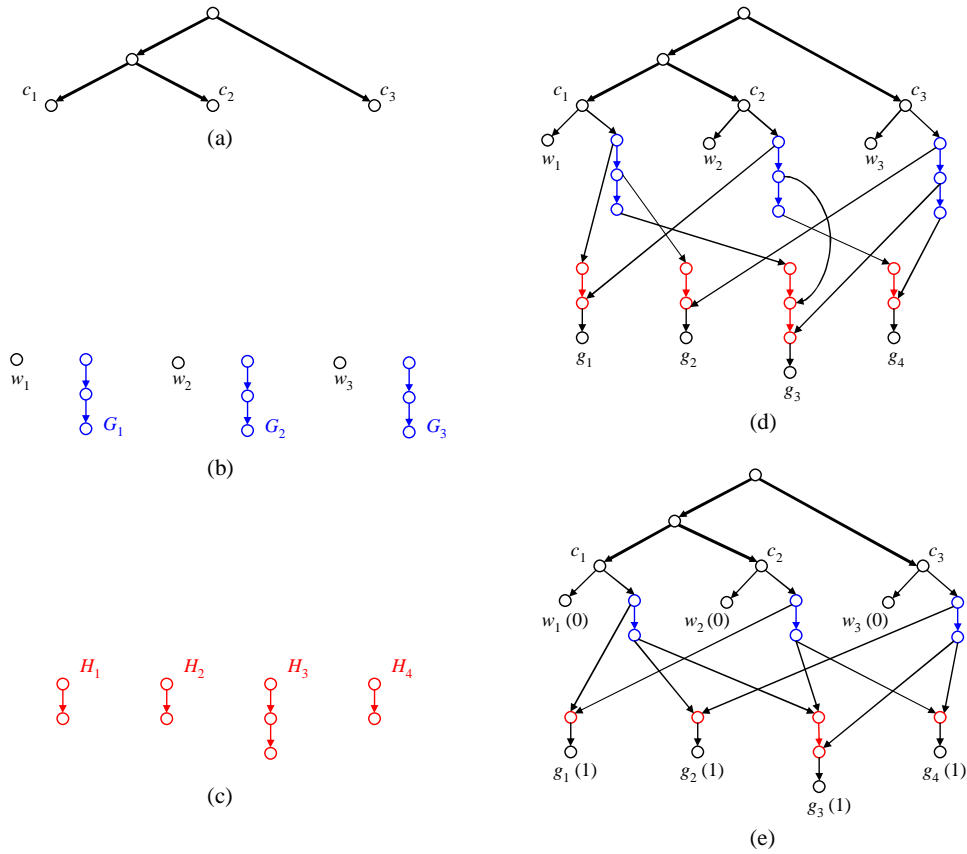 c1 c2 c3
(a)
w1 w2 w3
G1 G2 G3
(b)
H1 H2 H3 H4
(c)
c1 c2 c3
w1 w2 w3
g1 g2 g4
g3
(d)
c1 c2 c3
w1 (0) w2 (0) w3 (0)
g1 (1) g2 (1) g4 (1)
g3 (1)
(e)